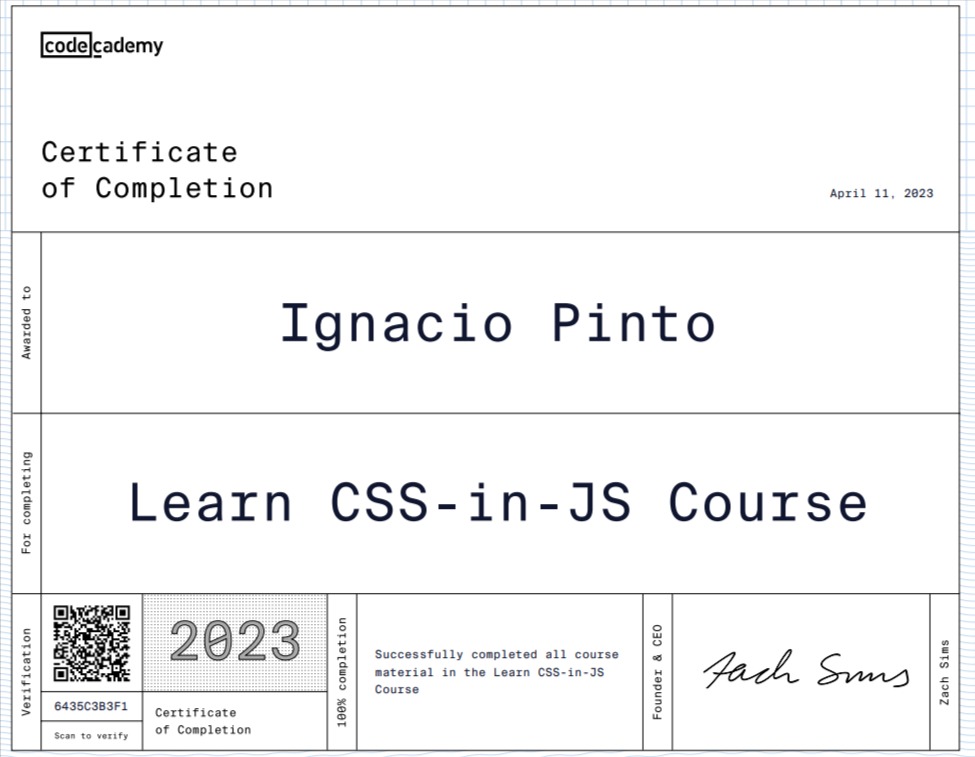 codecademy
Certificate
of Completion
April 11, 2023
Awarded to
Ignacio Pinto
For completing
Learn CSS-in-JS Course
Verification
6435C3B3F1
Scan to verify
2023
Certificate
of Completion
100% completion
Successfully completed all course
material in the Learn CSS-in-JS
Course
Founder & CEO
Zach Sims
Zach Sims